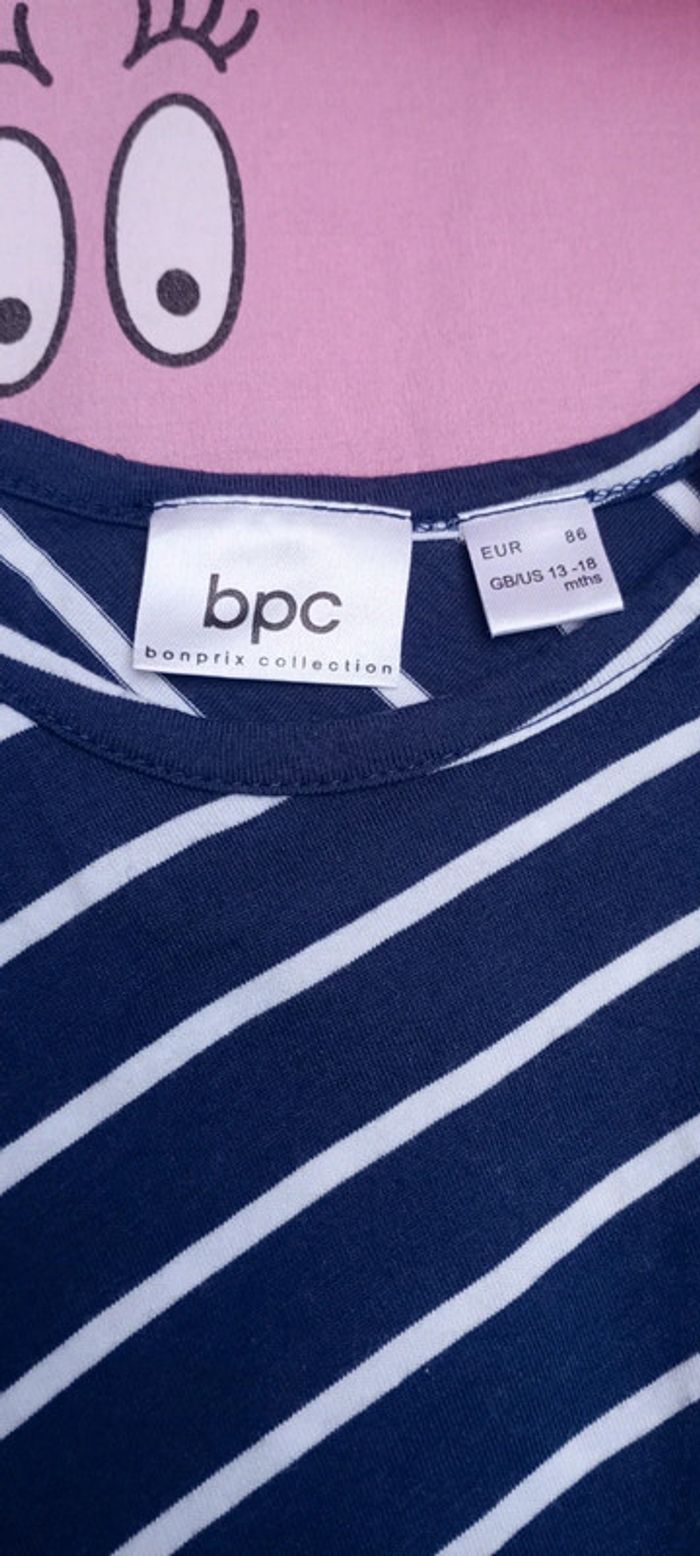 bpc
bonprix collection
EUR 86
GB/US 13-18
mths